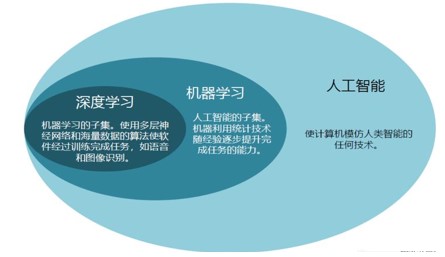 深度学习
机器学习的子集。使用多层神
经网络和海量数据的算法使软
件经过训练完成任务，如语音
和图像识别。
机器学习
人工智能的子集。
机器利用统计技术
随经验逐步提升完
成任务的能力。
人工智能
使计算机模仿人类智能的
任何技术。